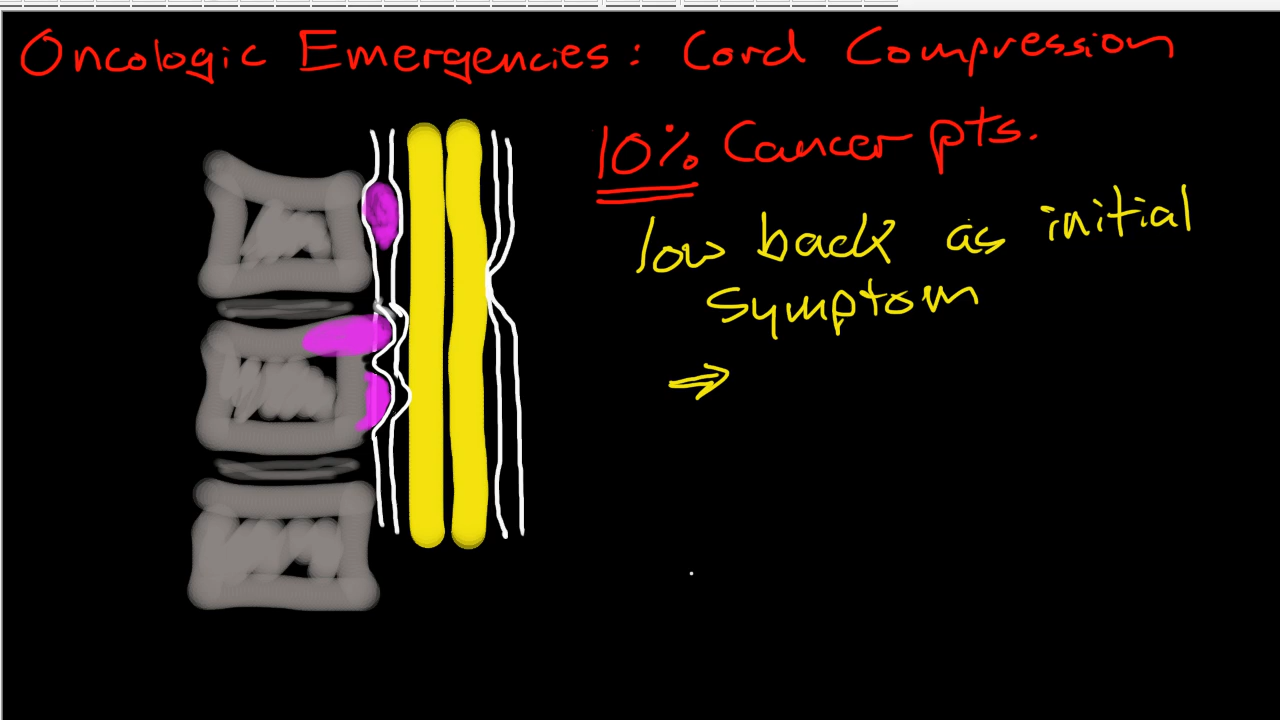 Oncologic Emergencies: Cord Compression
10% Cancer pts.
low back as initial
symptom
⇒